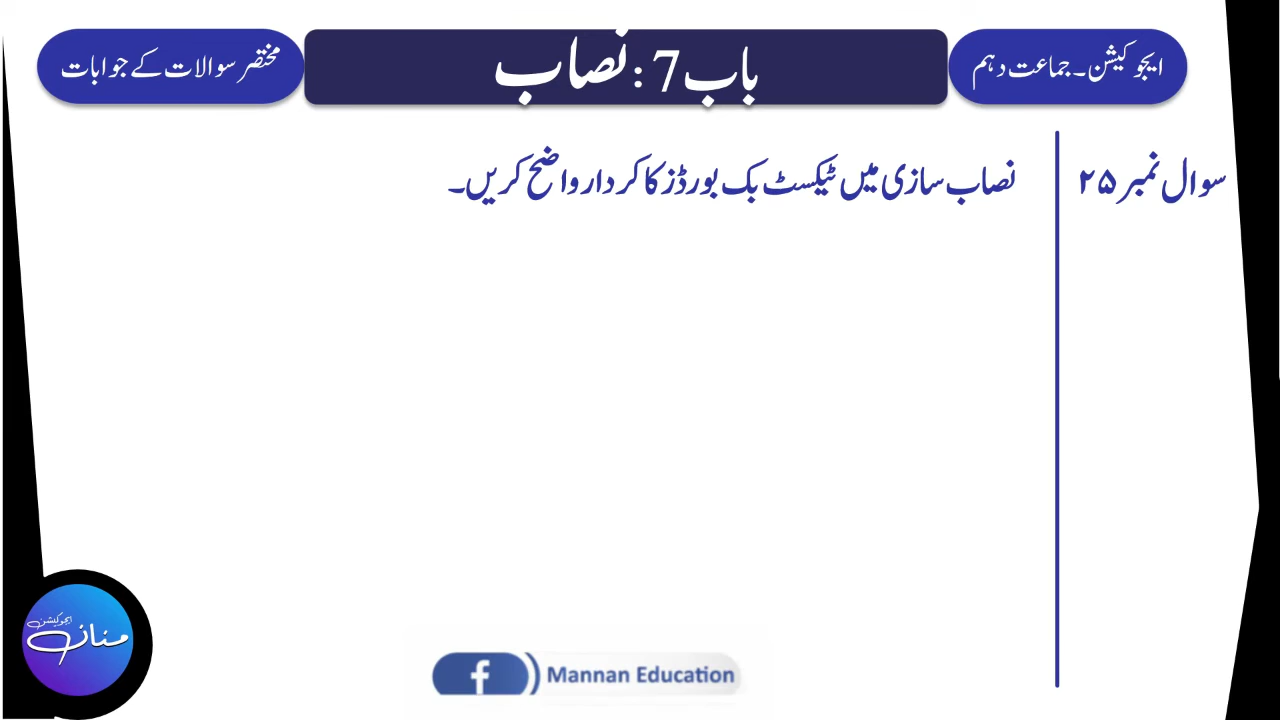 ایجوکیشن۔ جماعت دہم
باب 7: نصاب
مختصر سوالات کے جوابات
سوال نمبر ۲۵
نصاب سازی میں ٹیکسٹ بک بورڈز کا کردار واضح کریں۔
ایجوکیشن
منان
f
Mannan Education